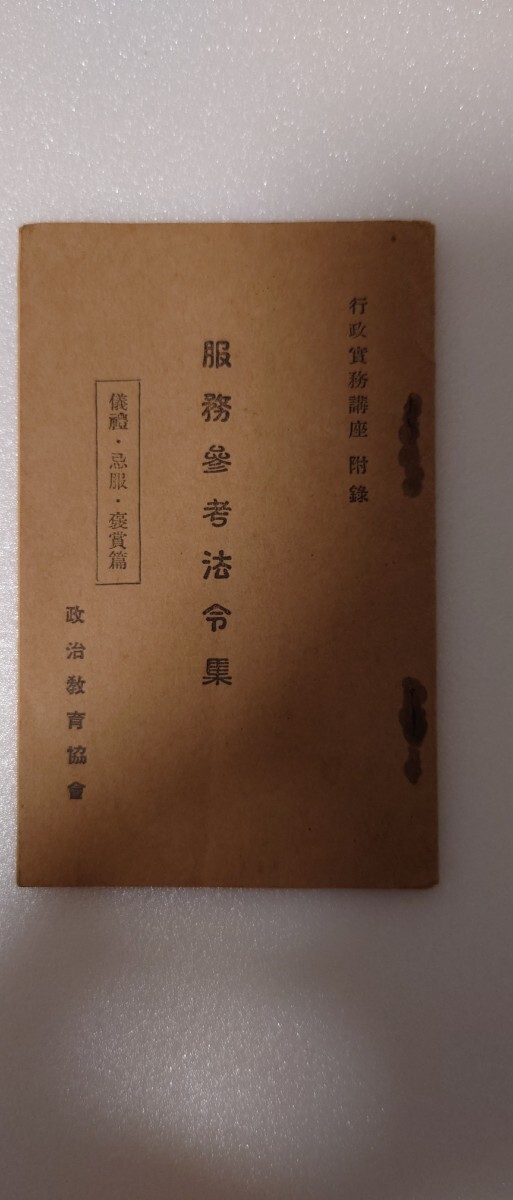 行政實務講座 附錄
服務參考法令集
儀禮・忌服・褒賞篇
政治教育協會